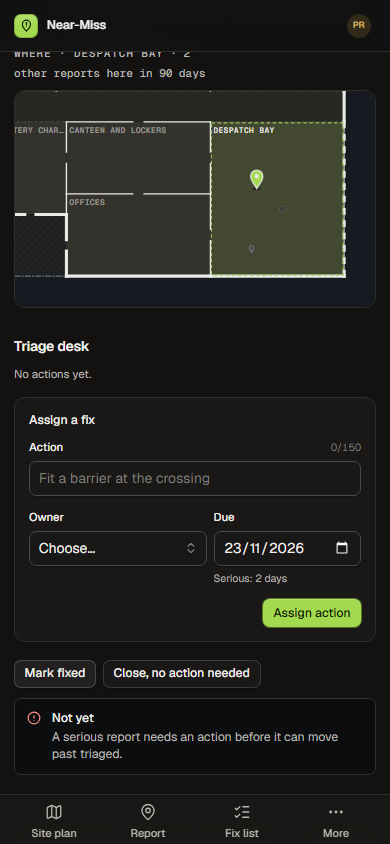 Near-Miss
PR
WHERE · DESPATCH BAY · 2
other reports here in 90 days
TERY CHAR…
CANTEEN AND LOCKERS
DESPATCH BAY
OFFICES
Triage desk
No actions yet.
Assign a fix
Action
0/150
Fit a barrier at the crossing
Owner
Due
Choose...
23/11/2026
Serious: 2 days
Assign action
Mark fixed
Close, no action needed
Not yet
A serious report needs an action before it can move
past triaged.
Site plan
Report
Fix list
More